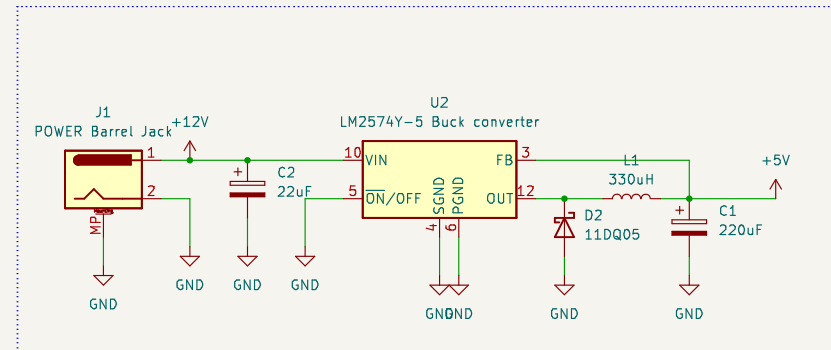 J1
POWER Barrel Jack
1
2
MP
GND
+12V
GND
+
C2
22uF
GND
GND
U2
LM2574Y-5 Buck converter
10
VIN
5
ON/OFF
SGND
PGND
4
6
FB
3
OUT
12
GND
GND
D2
11DQ05
GND
L1
330uH
+5V
+
C1
220uF
GND